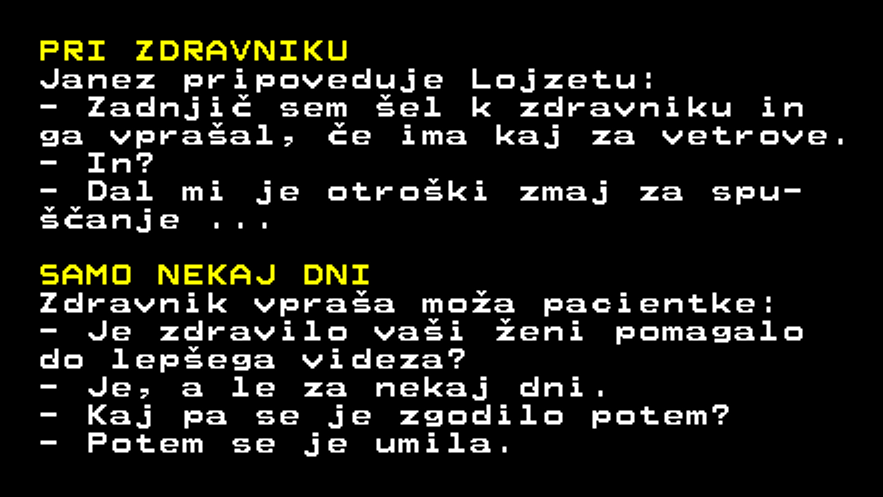 PRI ZDRAVNIKU
Janez pripoveduje Lojzetu:
- Zadnjič sem šel k zdravniku in
ga vprašal, če ima kaj za vetrove.
- In?
- Dal mi je otroški zmaj za spu-
ščanje ...
SAMO NEKAJ DNI
Zdravnik vpraša moža pacientke:
- Je zdravilo vaši ženi pomagalo
do lepšega videza?
- Je, a le za nekaj dni.
- Kaj pa se je zgodilo potem?
- Potem se je umila.